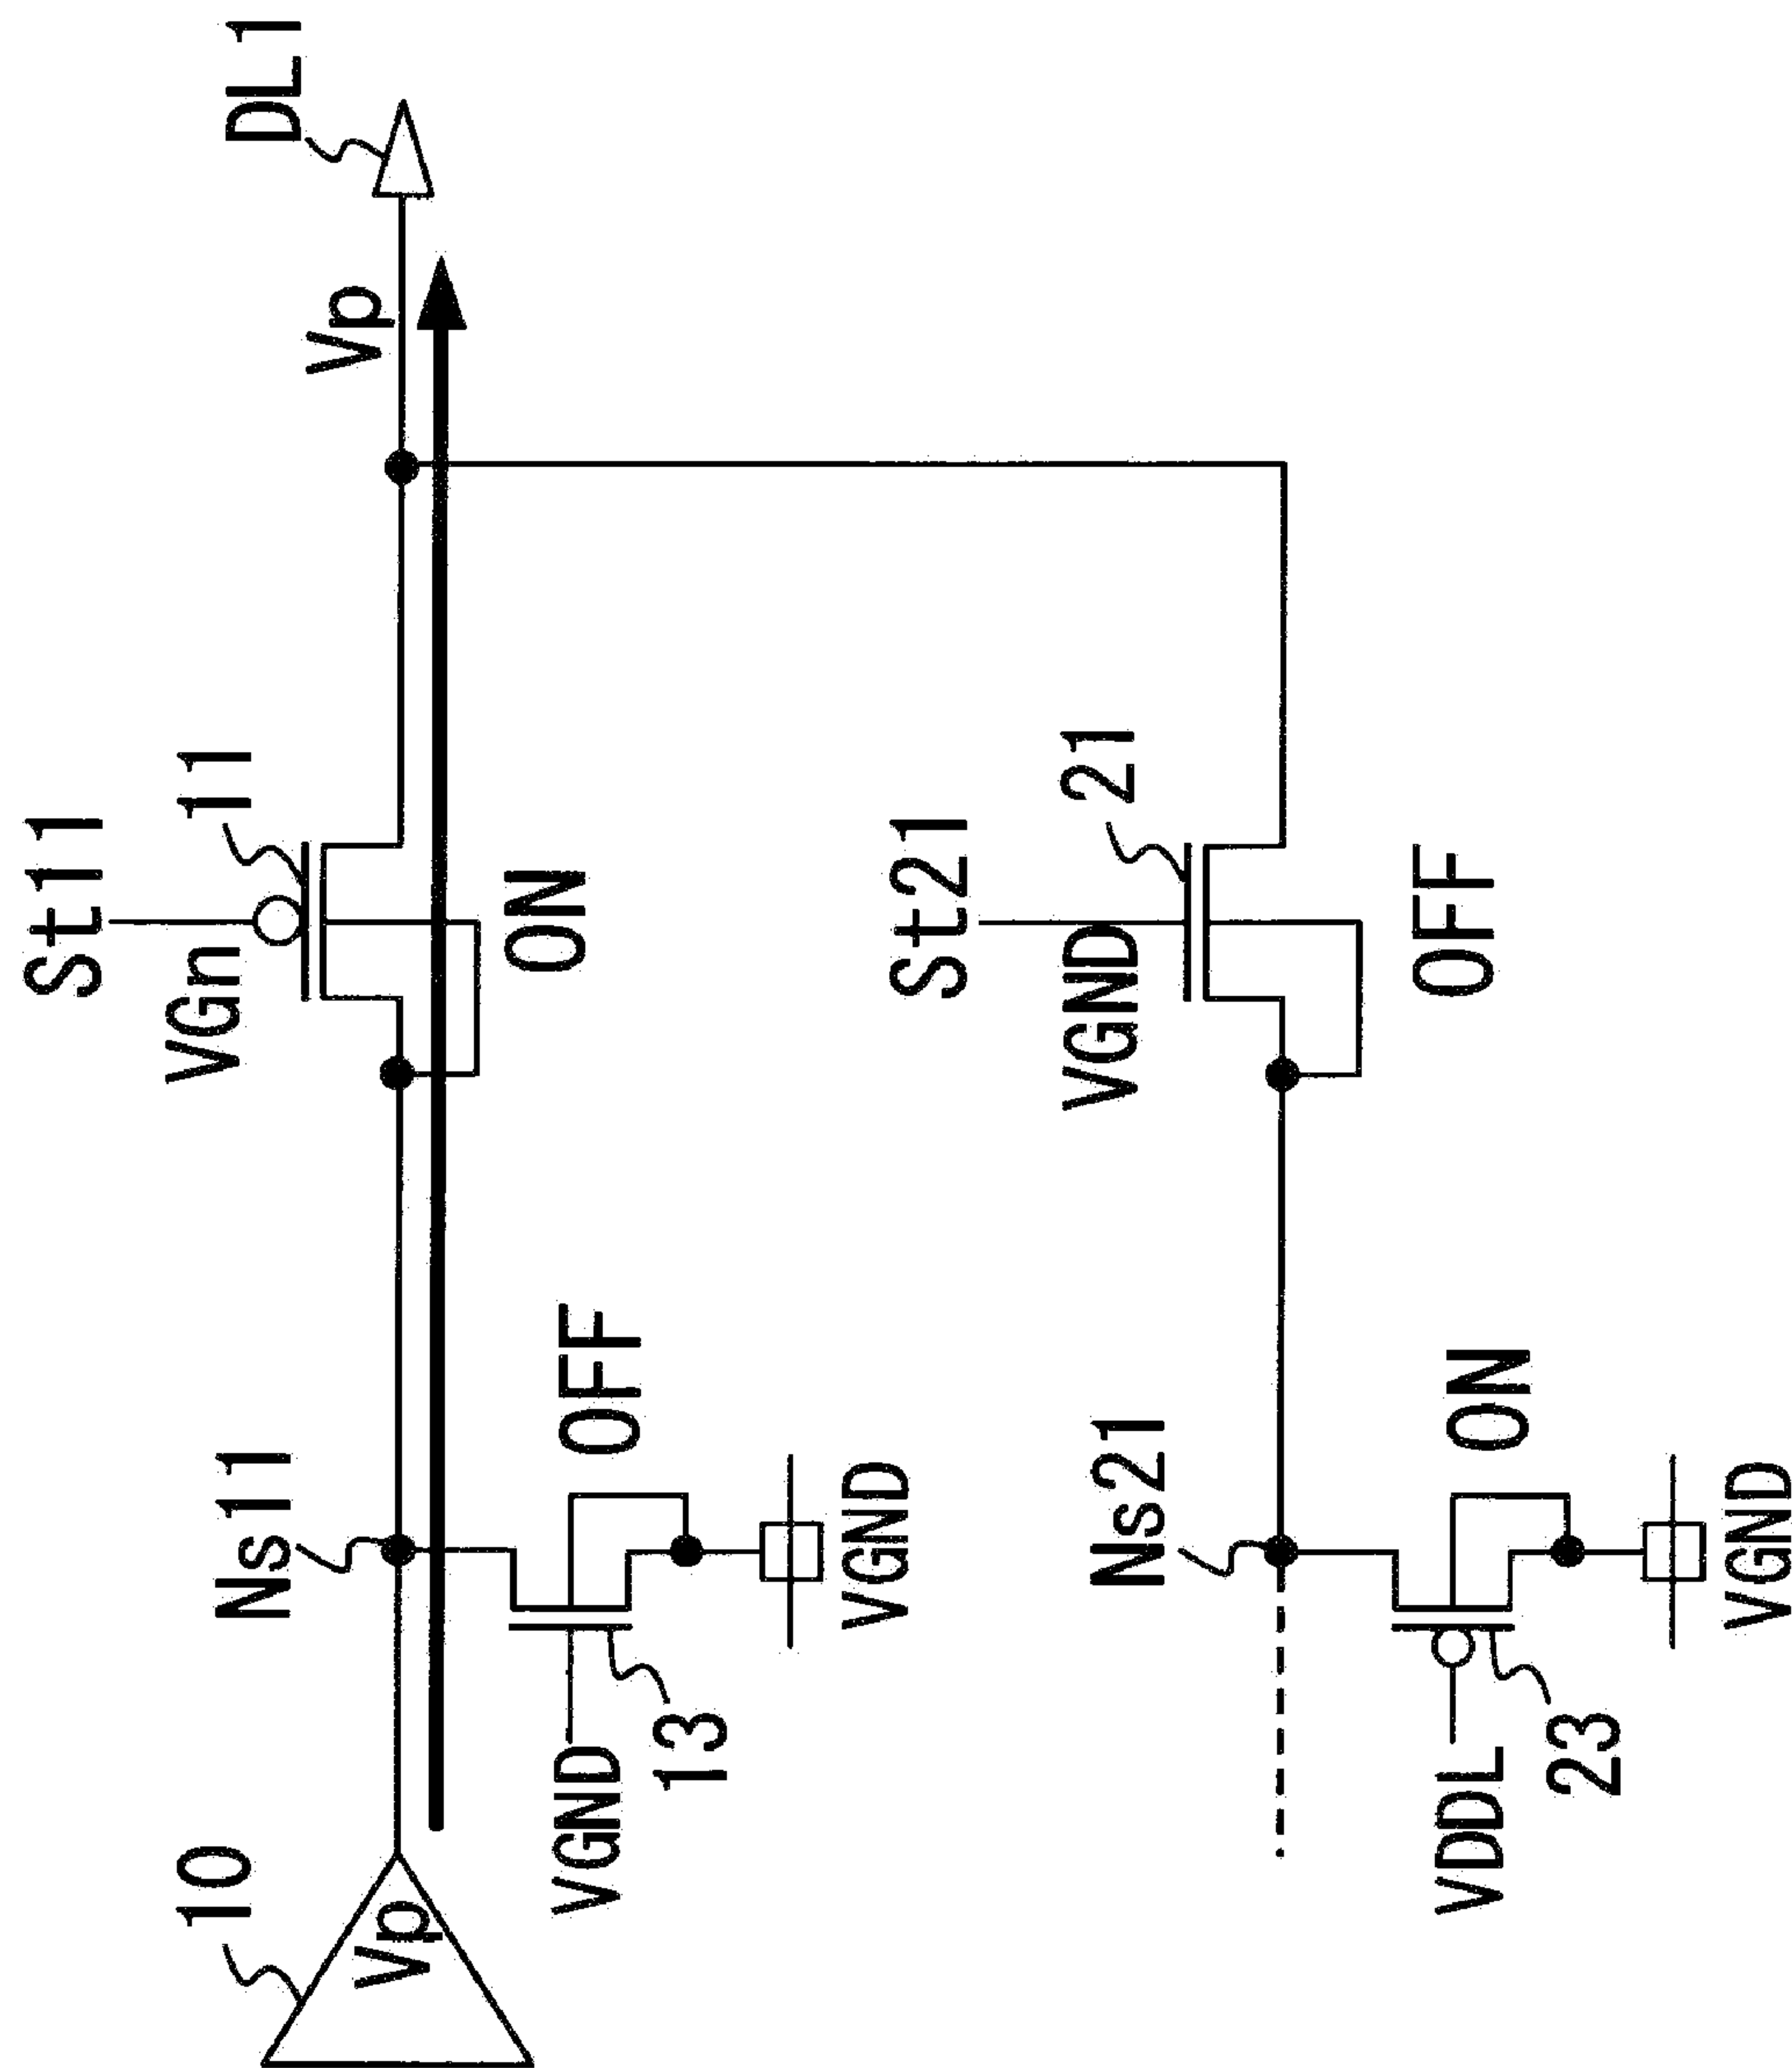 St11
10
VGn
11
Ns11
DL1
Vp
Vp
ON
VGND
OFF
13
VGND
St21
Ns21
VGND
21
OFF
VDDL
ON
23
VGND